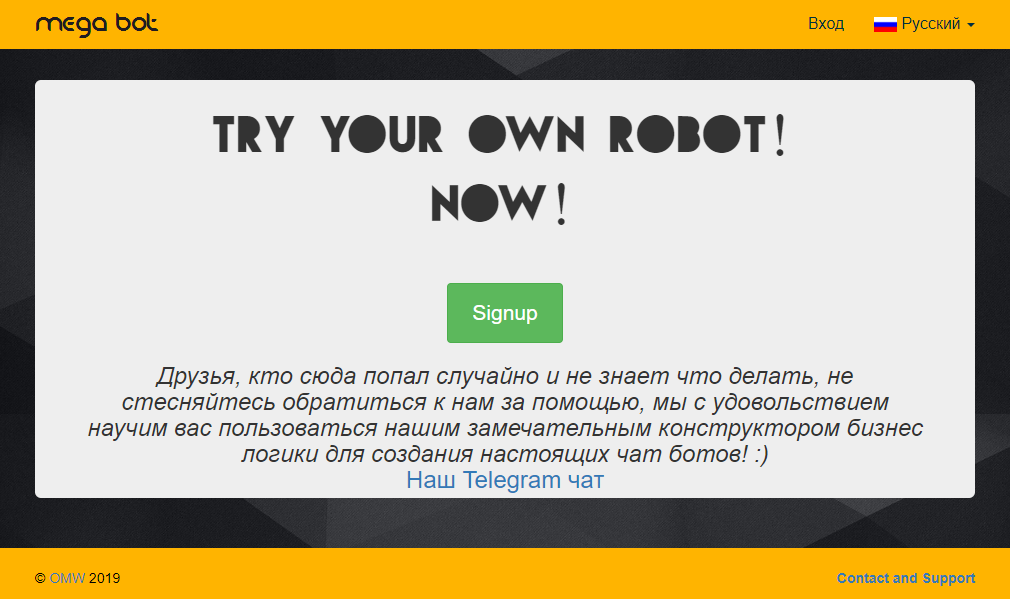 mega bot
Вход
Русский
TRY YOUR OWN ROBOT!
NOW!
Signup
Друзья, кто сюда попал случайно и не знает что делать, не
стесняйтесь обратиться к нам за помощью, мы с удовольствием
научим вас пользоваться нашим замечательным конструктором бизнес
логики для создания настоящих чат ботов! :)
Наш Telegram чат
© OMW 2019
Contact and Support